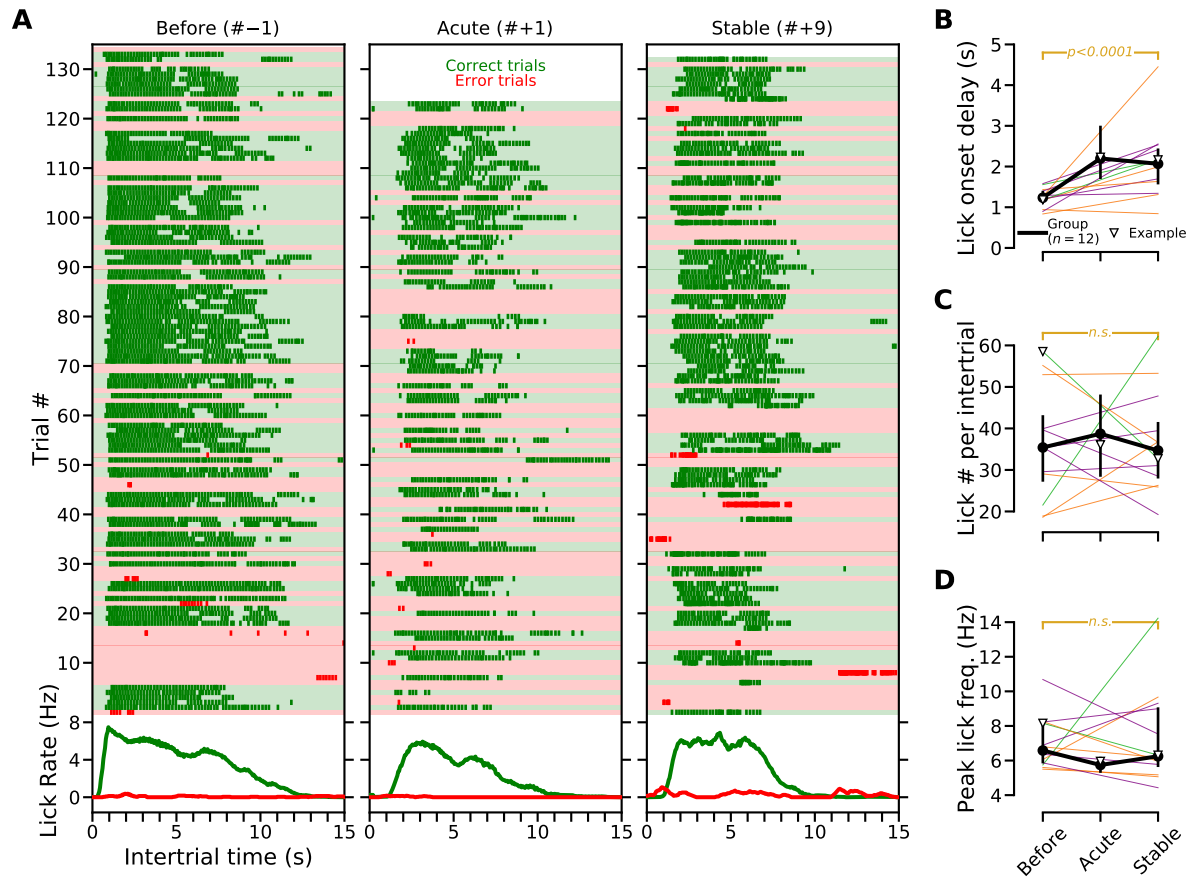 A
Before (#−1)
Acute (#+1)
Stable (#+9)
Correct trials
Error trials
Trial #
130
120
110
100
90
80
70
60
50
40
30
20
10
Lick Rate (Hz)
8
4
0
0 5 10 15
0 5 10 15
0 5 10 15
Intertrial time (s)
B
Lick onset delay (s)
5
4
3
2
1
0
p<0.0001
Group
(n = 12)
Example
C
Lick # per intertrial
60
50
40
30
20
n.s.
D
Peak lick freq. (Hz)
14
12
10
8
6
4
n.s.
Before
Acute
Stable